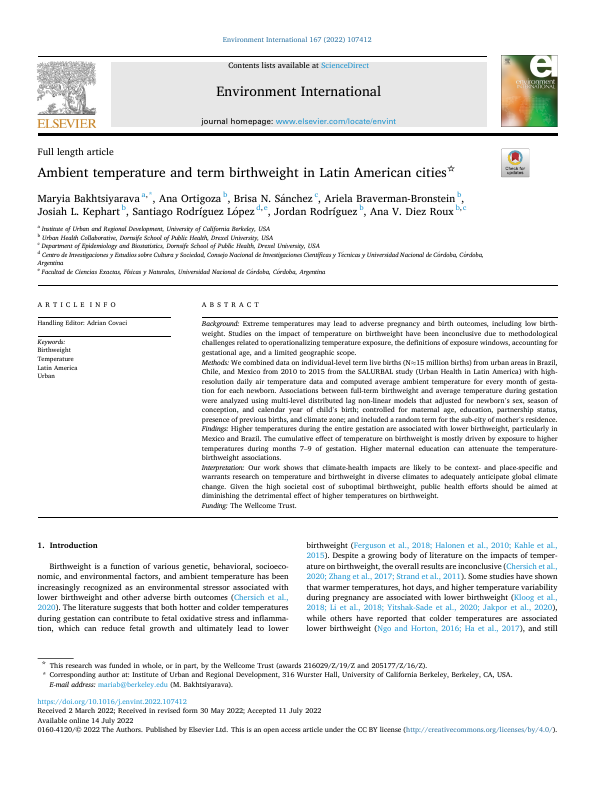 Environment International 167 (2022) 107412
Contents lists available at ScienceDirect
Environment International
journal homepage: www.elsevier.com/locate/envint
ELSEVIER
Full length article
Ambient temperature and term birthweight in Latin American cities☆
Maryia Bakhtsiyarava a,*, Ana Ortigoza b, Brisa N. Sánchez c, Ariela Braverman-Bronstein b,
Josiah L. Kephart b, Santiago Rodríguez López d,e, Jordan Rodríguez b, Ana V. Diez Roux b,c
a Institute of Urban and Regional Development, University of California Berkeley, USA
b Urban Health Collaborative, Dornsife School of Public Health, Drexel University, USA
c Department of Epidemiology and Biostatistics, Dornsife School of Public Health, Drexel University, USA
d Centro de Investigaciones y Estudios sobre Cultura y Sociedad, Consejo Nacional de Investigaciones Científicas y Técnicas y Universidad Nacional de Córdoba, Córdoba,
Argentina
e Facultad de Ciencias Exactas, Físicas y Naturales, Universidad Nacional de Córdoba, Córdoba, Argentina
ARTICLE INFO
Handling Editor: Adrian Covaci
Keywords:
Birthweight
Temperature
Latin America
Urban
ABSTRACT
Background: Extreme temperatures may lead to adverse pregnancy and birth outcomes, including low birth-
weight. Studies on the impact of temperature on birthweight have been inconclusive due to methodological
challenges related to operationalizing temperature exposure, the definitions of exposure windows, accounting for
gestational age, and a limited geographic scope.
Methods: We combined data on individual-level term live births (N≈15 million births) from urban areas in Brazil,
Chile, and Mexico from 2010 to 2015 from the SALURBAL study (Urban Health in Latin America) with high-
resolution daily air temperature data and computed average ambient temperature for every month of gesta-
tion for each newborn. Associations between full-term birthweight and average temperature during gestation
were analyzed using multi-level distributed lag non-linear models that adjusted for newborn's sex, season of
conception, and calendar year of child's birth; controlled for maternal age, education, partnership status,
presence of previous births, and climate zone; and included a random term for the sub-city of mother's residence.
Findings: Higher temperatures during the entire gestation are associated with lower birthweight, particularly in
Mexico and Brazil. The cumulative effect of temperature on birthweight is mostly driven by exposure to higher
temperatures during months 7–9 of gestation. Higher maternal education can attenuate the temperature-
birthweight associations.
Interpretation: Our work shows that climate-health impacts are likely to be context- and place-specific and
warrants research on temperature and birthweight in diverse climates to adequately anticipate global climate
change. Given the high societal cost of suboptimal birthweight, public health efforts should be aimed at
diminishing the detrimental effect of higher temperatures on birthweight.
Funding: The Wellcome Trust.
1. Introduction
Birthweight is a function of various genetic, behavioral, socioeco-
nomic, and environmental factors, and ambient temperature has been
increasingly recognized as an environmental stressor associated with
lower birthweight and other adverse birth outcomes (Chersich et al.,
2020). The literature suggests that both hotter and colder temperatures
during gestation can contribute to fetal oxidative stress and inflamma-
tion, which can reduce fetal growth and ultimately lead to lower
birthweight (Ferguson et al., 2018; Halonen et al., 2010; Kahle et al.,
2015). Despite a growing body of literature on the impacts of temper-
ature on birthweight, the overall results are inconclusive (Chersich et al.,
2020; Zhang et al., 2017; Strand et al., 2011). Some studies have shown
that warmer temperatures, hot days, and higher temperature variability
during pregnancy are associated with lower birthweight (Kloog et al.,
2018; Li et al., 2018; Yitshak-Sade et al., 2020; Jakpor et al., 2020),
while others have reported that colder temperatures are associated
lower birthweight (Ngo and Horton, 2016; Ha et al., 2017), and still
☆ This research was funded in whole, or in part, by the Wellcome Trust (awards 216029/Z/19/Z and 205177/Z/16/Z).
* Corresponding author at: Institute of Urban and Regional Development, 316 Wurster Hall, University of California Berkeley, Berkeley, CA, USA.
E-mail address: mariab@berkeley.edu (M. Bakhtsiyarava).
https://doi.org/10.1016/j.envint.2022.107412
Received 2 March 2022; Received in revised form 30 May 2022; Accepted 11 July 2022
Available online 14 July 2022
0160-4120/© 2022 The Authors. Published by Elsevier Ltd. This is an open access article under the CC BY license (http://creativecommons.org/licenses/by/4.0/).